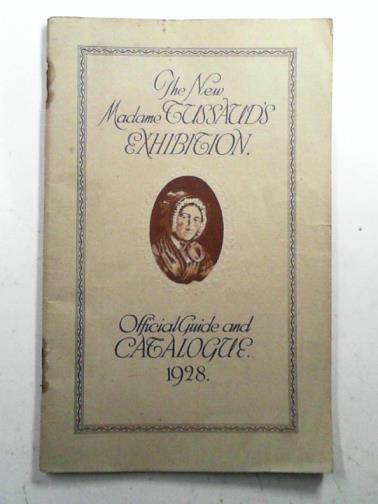 The New
Madame TUSSAUD'S
EXHIBITION.
Official Guide and
CATALOGUE.
1928.